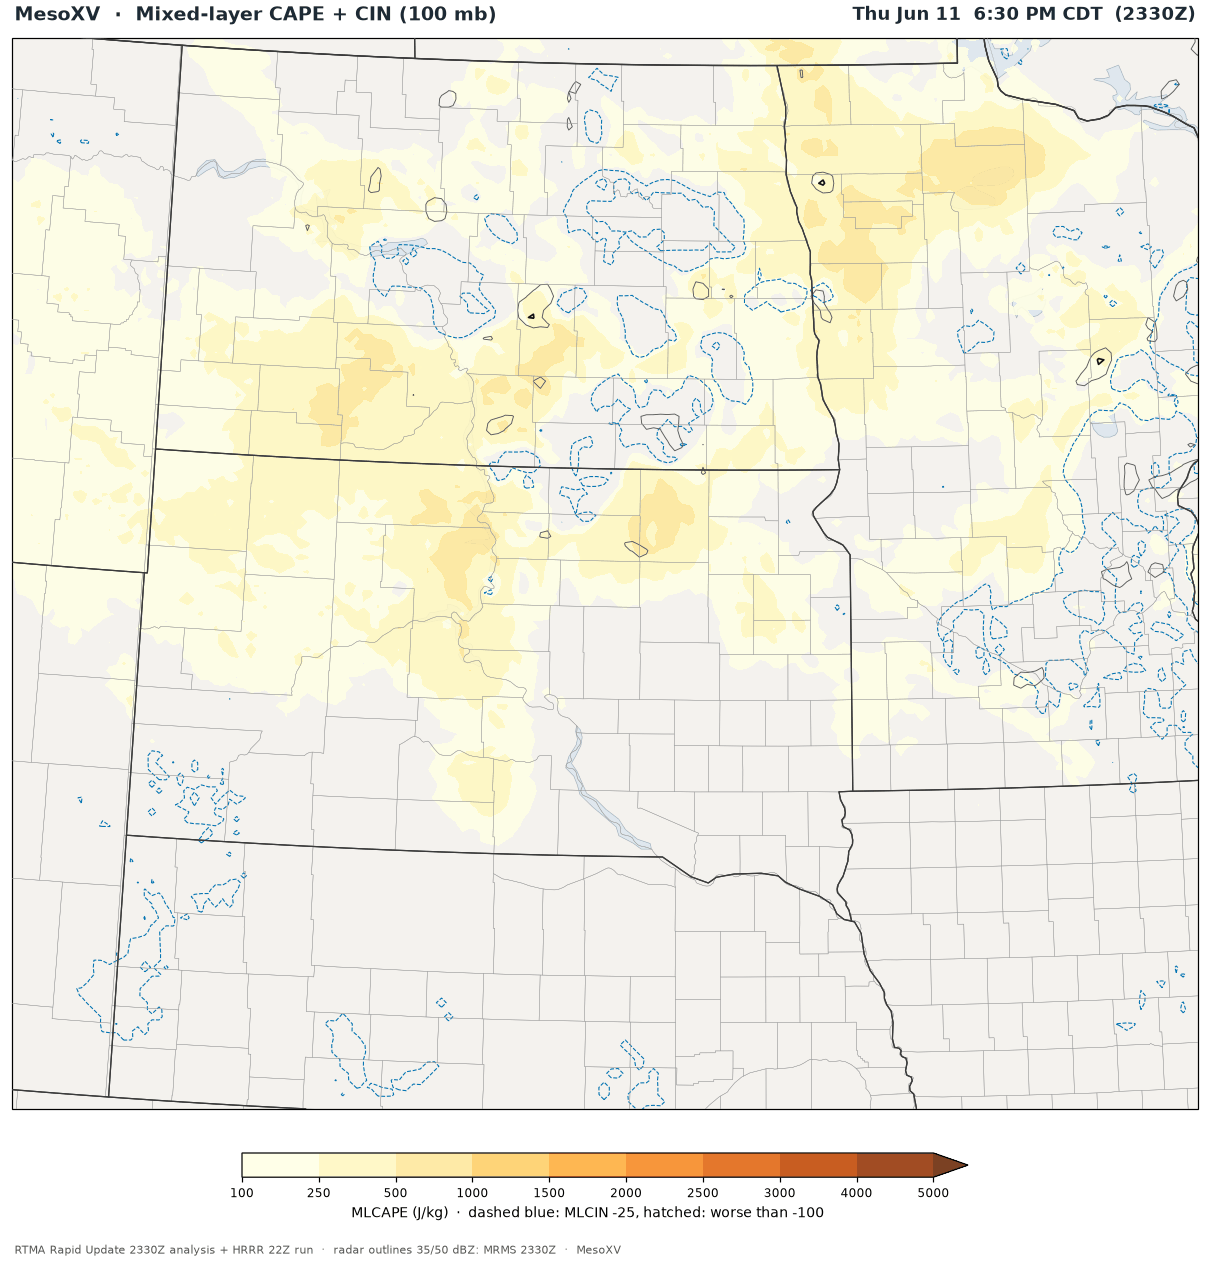 MesoXV · Mixed-layer CAPE + CIN (100 mb)
Thu Jun 11 6:30 PM CDT (2330Z)
100 250 500 1000 1500 2000 2500 3000 4000 5000
MLCAPE (J/kg) · dashed blue: MLCIN -25, hatched: worse than -100
RTMA Rapid Update 2330Z analysis + HRRR 22Z run · radar outlines 35/50 dBZ: MRMS 2330Z · MesoXV